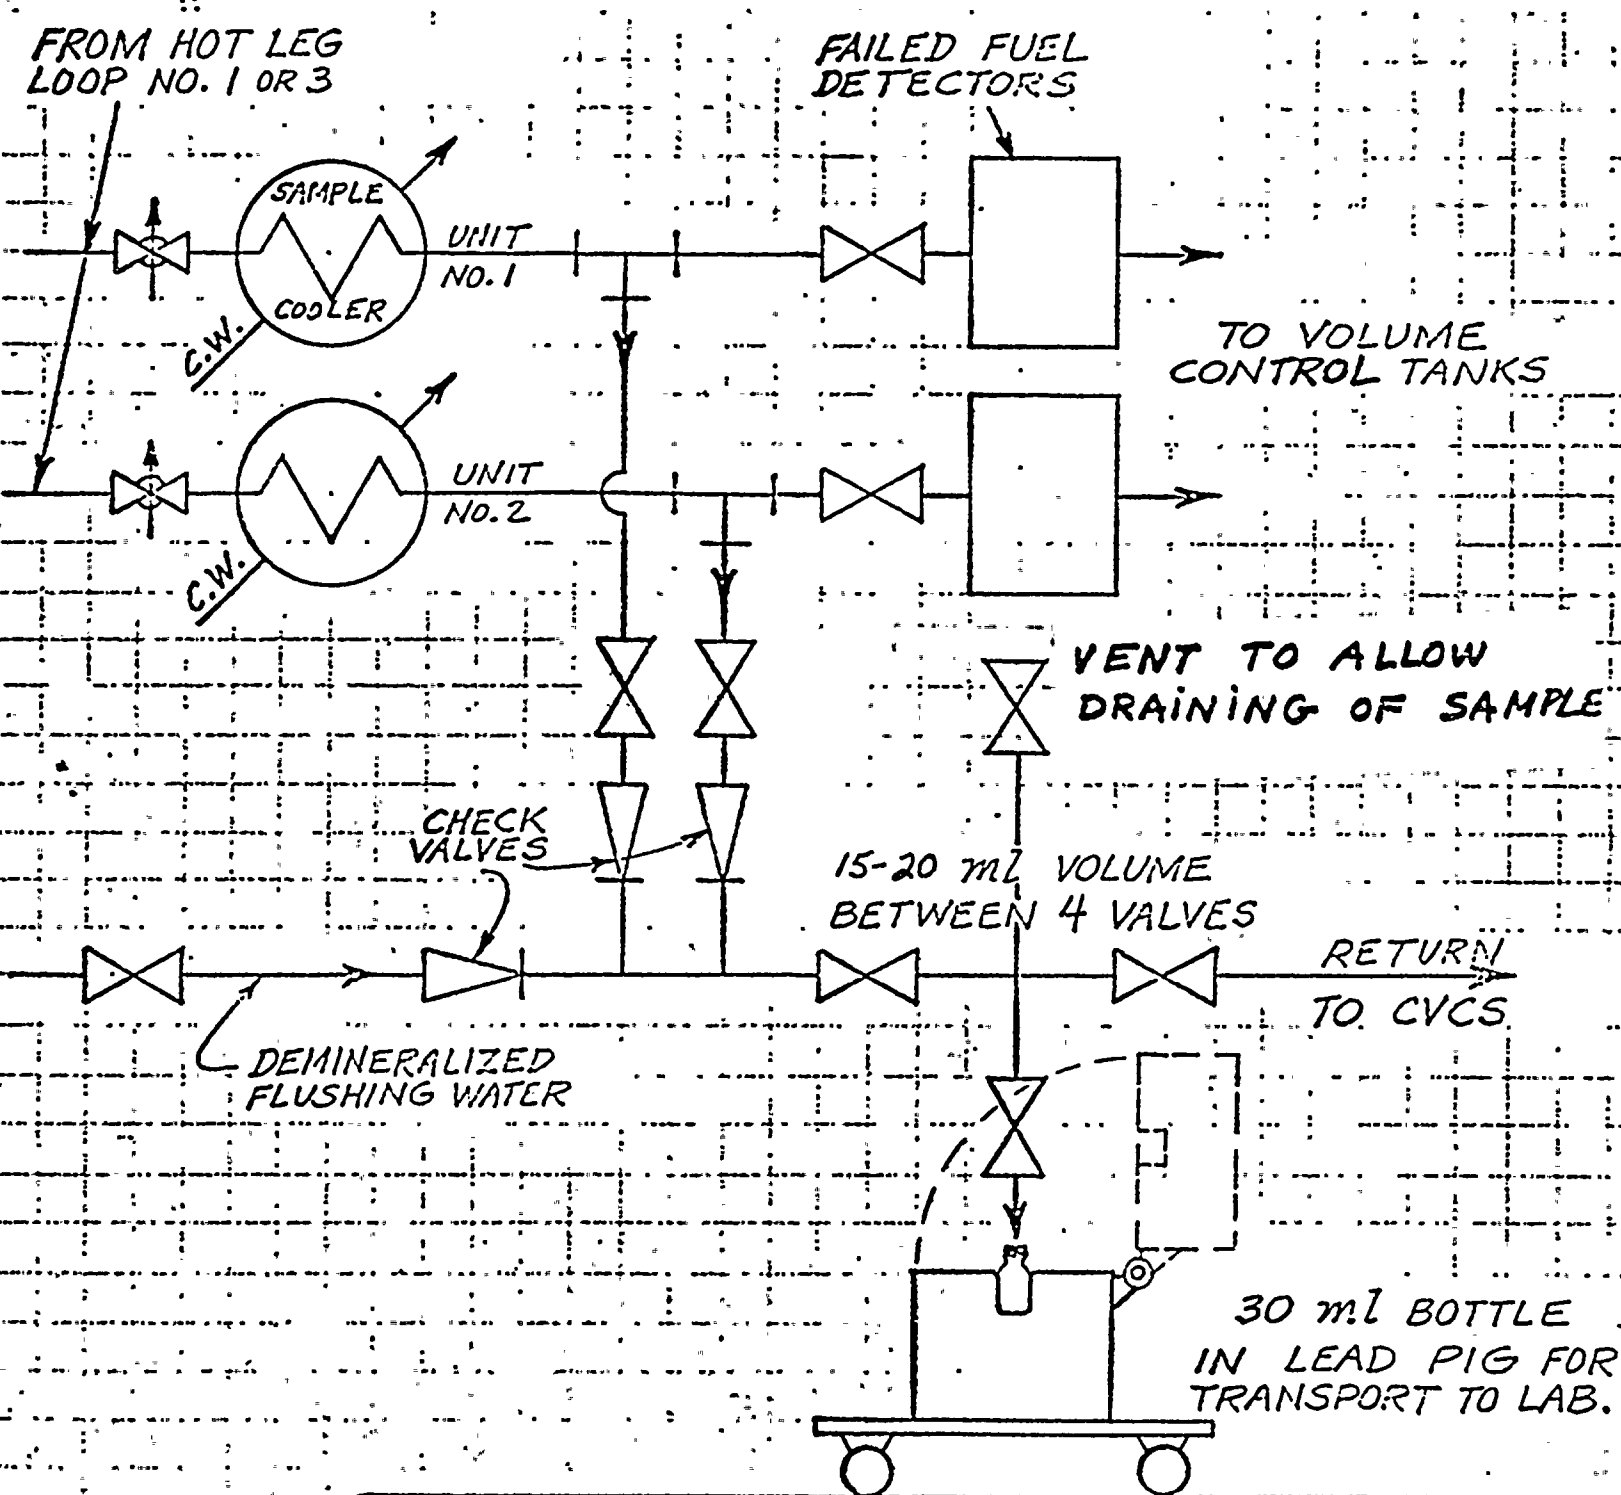 FROM HOT LEG
LOOP NO. 1 OR 3
FAILED FUEL
DETECTORS
SAMPLE
COOLER
UNIT
NO. 1
C.W.
TO VOLUME
CONTROL TANKS
UNIT
NO. 2
C.W.
VENT TO ALLOW
DRAiNiNG OF SAMPLE
CHECK
VALVES
15-20 ml VOLUME
BETWEEN 4 VALVES
RETURN
TO CVCS
DEMINERALIZED
FLUSHING WATER
30 ml BOTTLE
IN LEAD PIG FOR
TRANSPORT TO LAB.